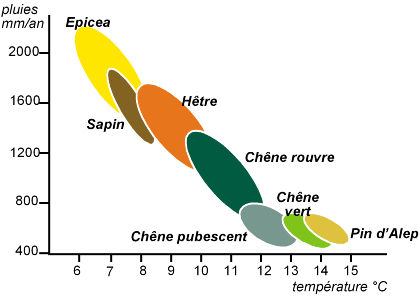 pluies
mm/an
Epicea
2000
1600
1200
800
400
Hêtre
Sapin
Chêne rouvre
Chêne
vert
Chêne pubescent
Pin d'Alep
6 7 8 9 10 11 12 13 14 15
température °C